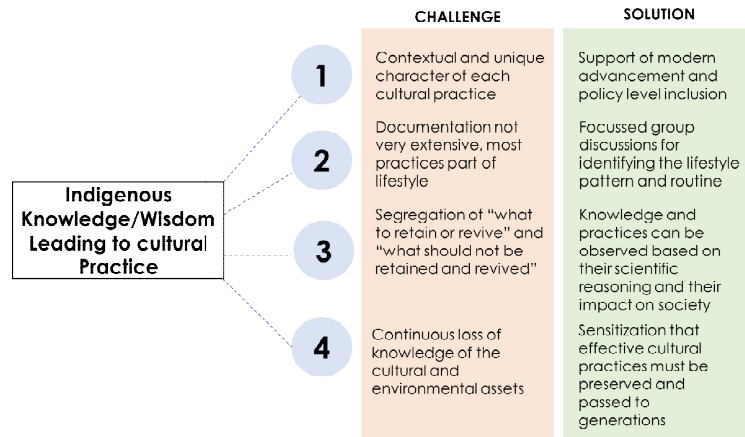 CHALLENGE
SOLUTION
Indigenous
Knowledge/Wisdom
Leading to cultural
Practice
1
Contextual and unique
character of each
cultural practice
Support of modern
advancement and
policy level inclusion
2
Documentation not
very extensive, most
practices part of
lifestyle
Focussed group
discussions for
identifying the lifestyle
pattern and routine
3
Segregation of “what
to retain or revive” and
“what should not be
retained and revived”
Knowledge and
practices can be
observed based on
their scientific
reasoning and their
impact on society
4
Continuous loss of
knowledge of the
cultural and
environmental assets
Sensitization that
effective cultural
practices must be
preserved and
passed to
generations